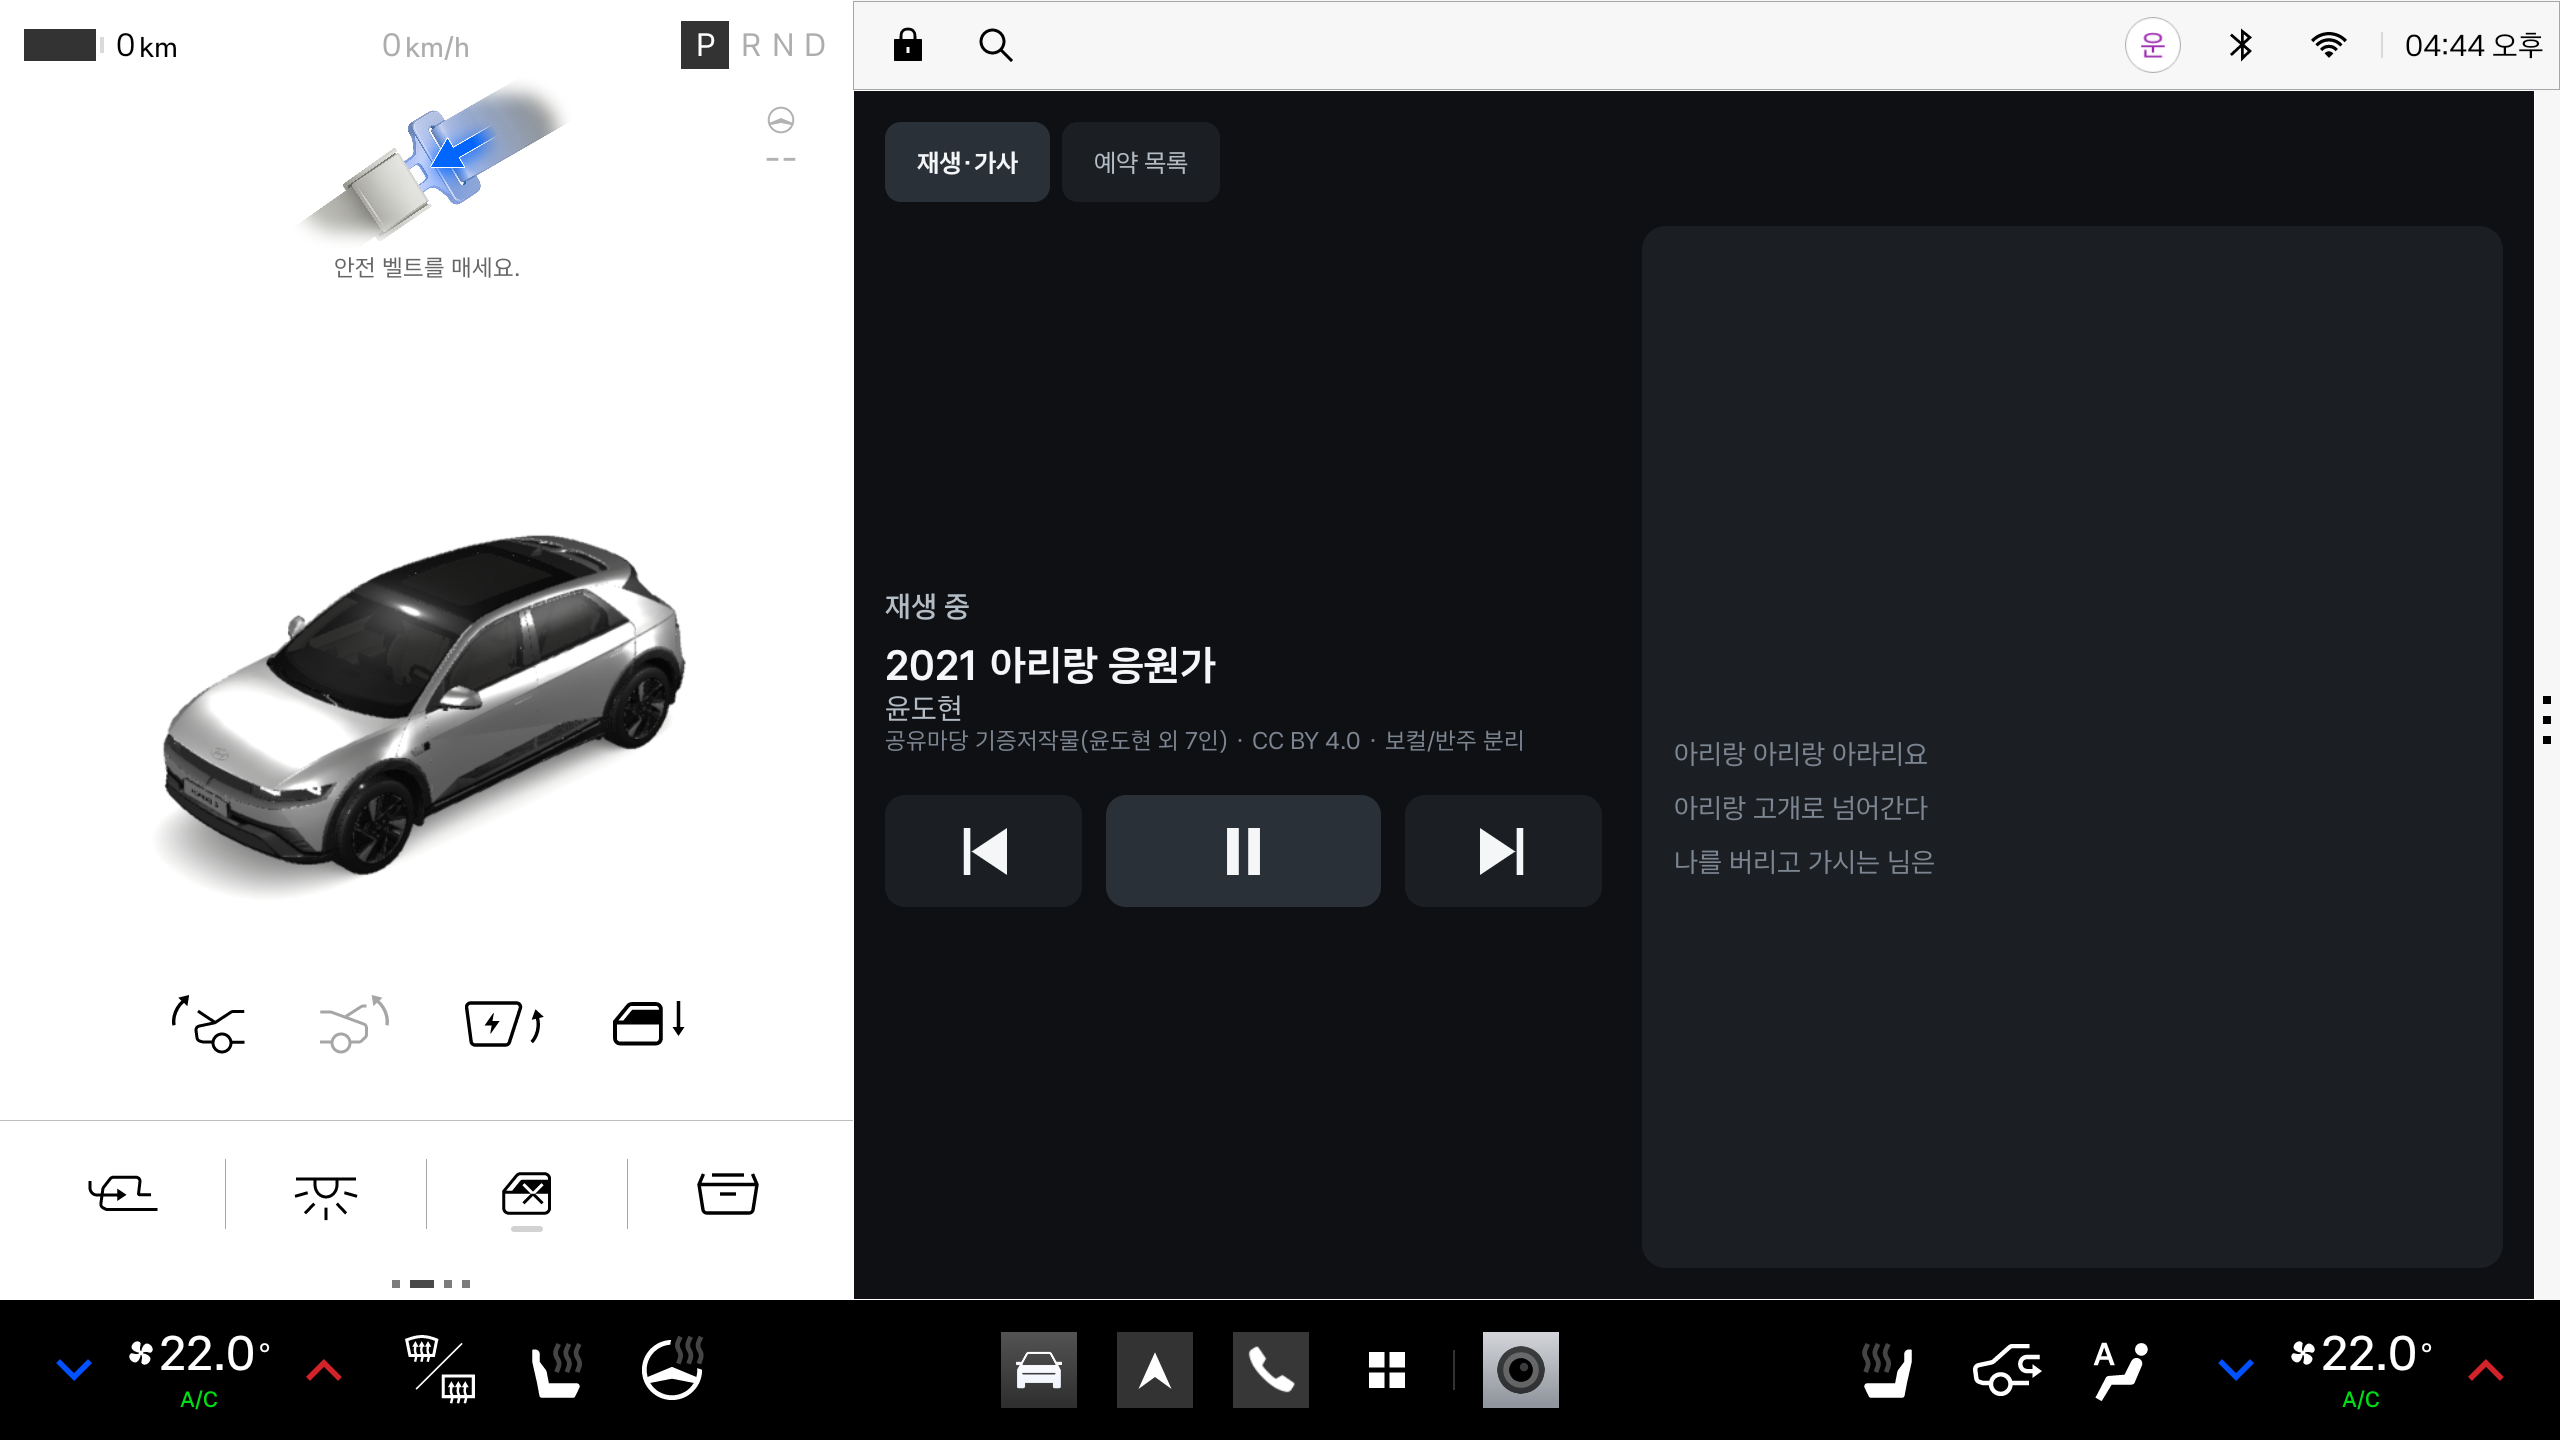 0 km
0 km/h
P R N D
안전 벨트를 매세요.
운
04:44 오후
재생·가사
예약 목록
재생 중
2021 아리랑 응원가
윤도현
공유마당 기증저작물(윤도현 외 7인) · CC BY 4.0 · 보컬/반주 분리
아리랑 아리랑 아라리요
아리랑 고개로 넘어간다
나를 버리고 가시는 님은
22.0°
A/C
A
22.0°
A/C